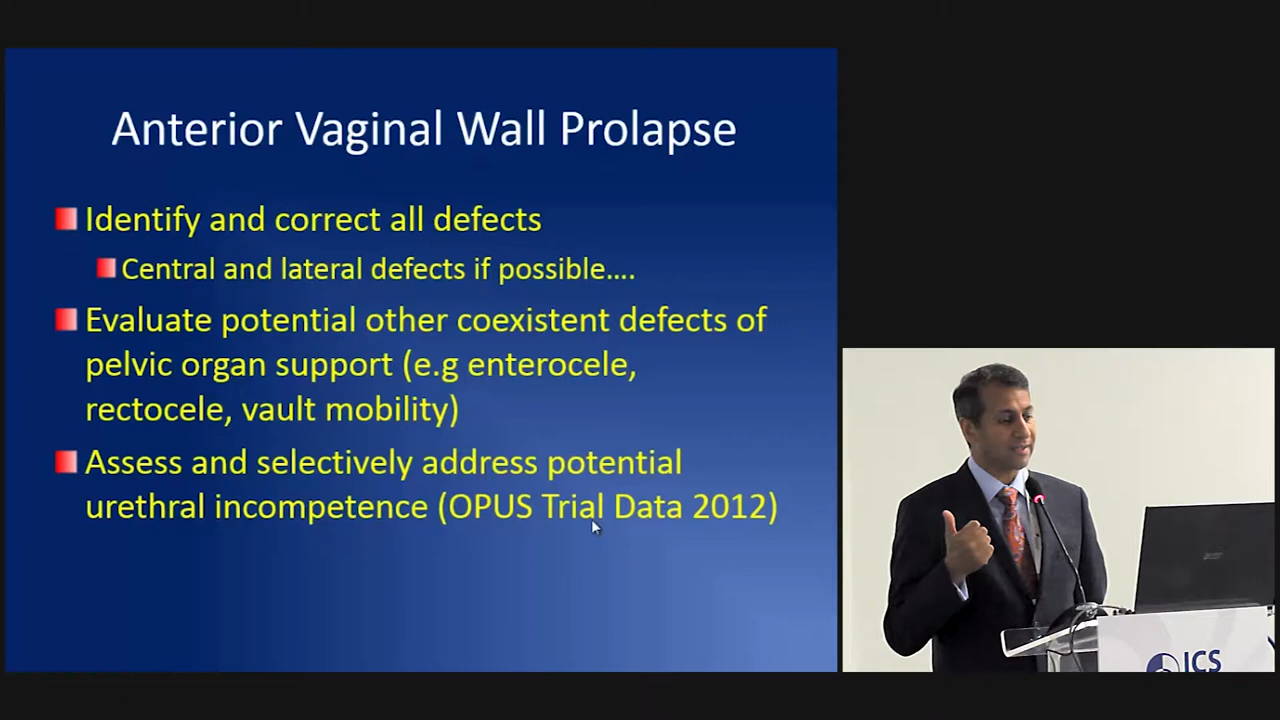 Anterior Vaginal Wall Prolapse
Identify and correct all defects
Central and lateral defects if possible....
Evaluate potential other coexistent defects of
pelvic organ support (e.g enterocele,
rectocele, vault mobility)
Assess and selectively address potential
urethral incompetence (OPUS Trial Data 2012)
ICS